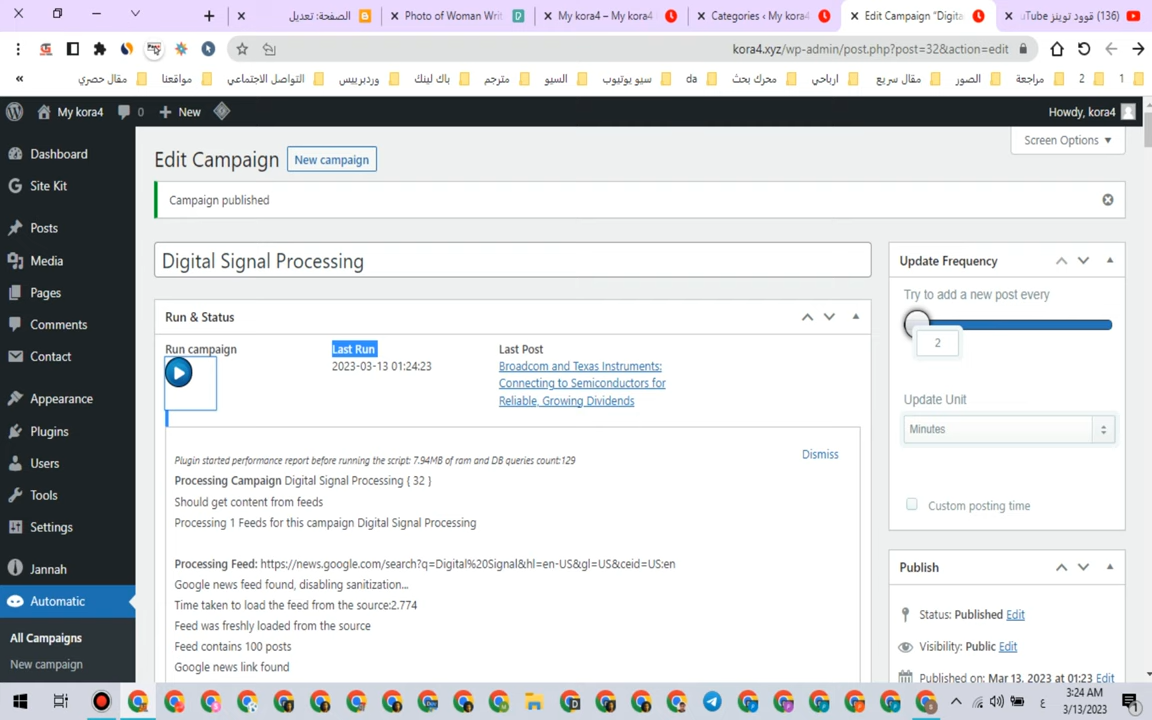 الصفحة: تعديل
Photo of Woman Writ
My kora4 – My kora4
Categories ‹ My kora4
Edit Campaign "Digita
(136) قوود توينز
kora4.xyz/wp-admin/post.php?post=32&action=edit
«
مقال حصري
مواقعنا
التواصل الاجتماعي
وردبرييس
باك لينك
مترجم
السيو
سيو يوتيوب
da
محرك بحث
ارباحي
مقال سريع
الصور
مراجعة
2
1
My kora4
0
New
Howdy, kora4
Dashboard
Site Kit
Posts
Media
Pages
Comments
Contact
Appearance
Plugins
Users
Tools
Settings
Jannah
Automatic
All Campaigns
New campaign
Screen Options
Edit Campaign
New campaign
Campaign published
Digital Signal Processing
Run & Status
Run campaign
Last Run
2023-03-13 01:24:23
Last Post
Broadcom and Texas Instruments:
Connecting to Semiconductors for
Reliable, Growing Dividends
Dismiss
Plugin started performance report before running the script: 7.94MB of ram and DB queries count:129
Processing Campaign Digital Signal Processing { 32 }
Should get content from feeds
Processing 1 Feeds for this campaign Digital Signal Processing
Processing Feed: https://news.google.com/search?q=Digital%20Signal&hl=en-US&gl=US&ceid=US:en
Google news feed found, disabling sanitization...
Time taken to load the feed from the source:2.774
Feed was freshly loaded from the source
Feed contains 100 posts
Google news link found
Update Frequency
Try to add a new post every
2
Update Unit
Minutes
Custom posting time
Publish
Status: Published Edit
Visibility: Public Edit
Published on: Mar 13, 2023 at 01:23 Edit
ع
3:24 AM
3/13/2023